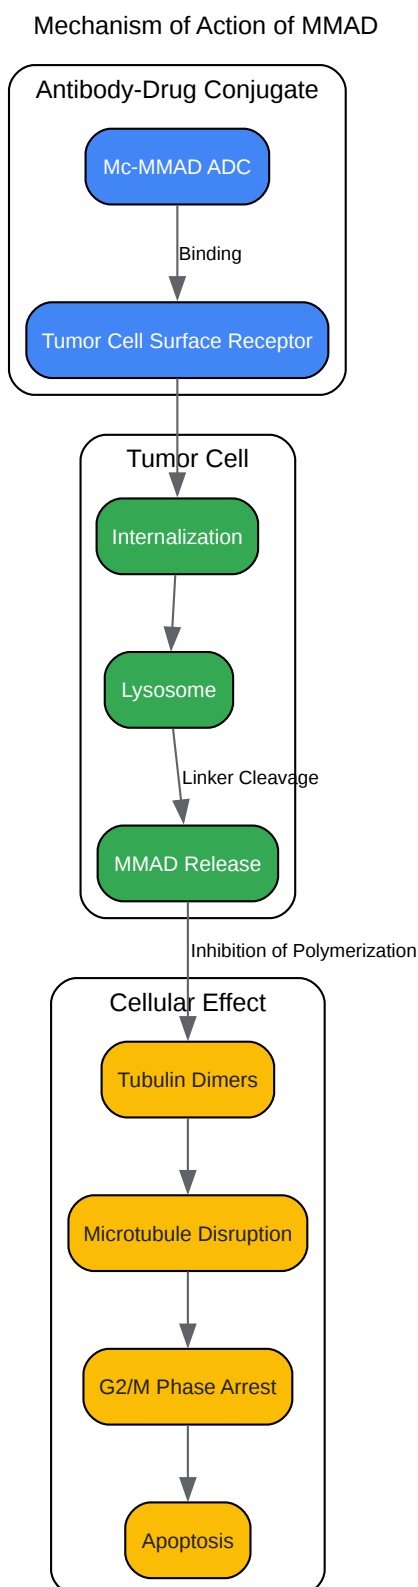 Mechanism of Action of MMAD
Antibody-Drug Conjugate
Mc-MMAD ADC
Binding
Tumor Cell Surface Receptor
Tumor Cell
Internalization
Lysosome
Linker Cleavage
MMAD Release
Inhibition of Polymerization
Cellular Effect
Tubulin Dimers
Microtubule Disruption
G2/M Phase Arrest
Apoptosis